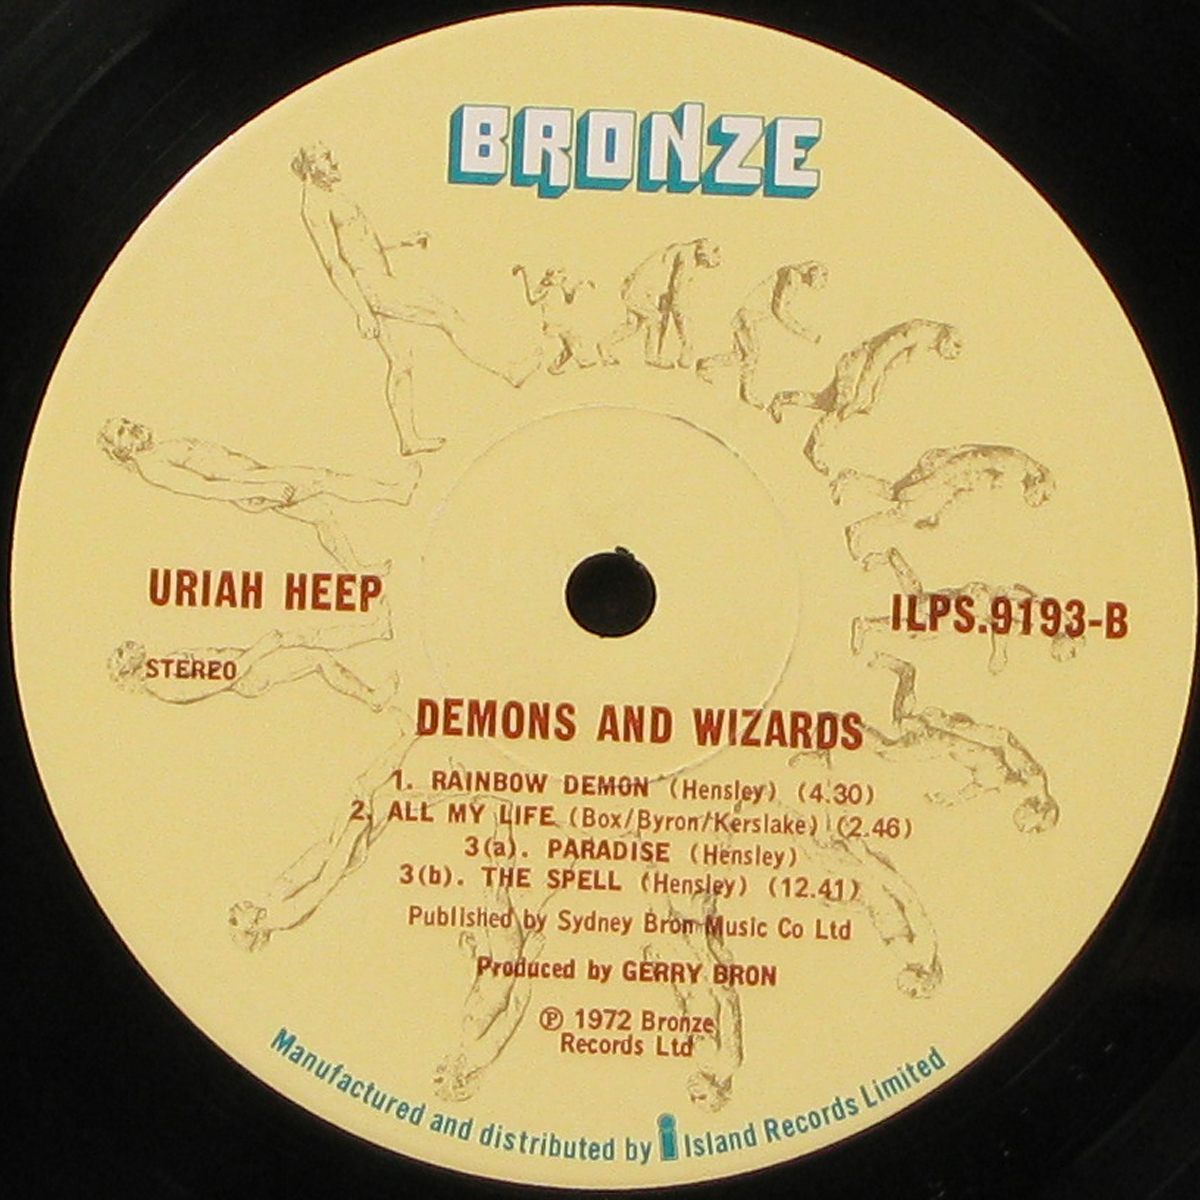 BRONZE
URIAH HEEP
ILPS.9193-B
STEREO
DEMONS AND WIZARDS
1. RAINBOW DEMON (Hensley) (4.30)
2. ALL MY LIFE (Box/Byron/Kerslake) (2.46)
3(a). PARADISE (Hensley)
3(b). THE SPELL (Hensley) (12.41)
Published by Sydney Bron Music Co Ltd
Produced by GERRY BRON
℗ 1972 Bronze
Records Ltd
Manufactured and distributed by i Island Records Limited